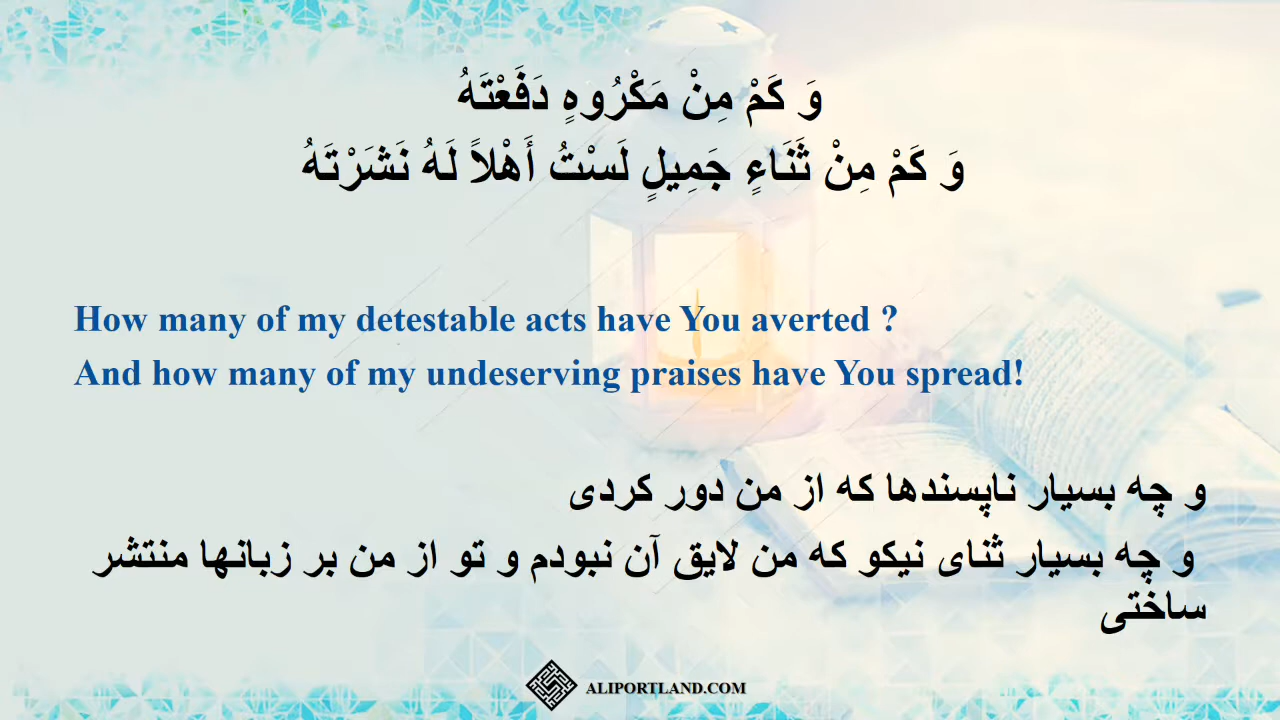 وَ كَمْ مِنْ مَكْرُوهٍ دَفَعْتَهُ
وَ كَمْ مِنْ ثَنَاءٍ جَمِيلٍ لَسْتُ أَهْلاً لَهُ نَشَرْتَهُ
How many of my detestable acts have You averted ?
And how many of my undeserving praises have You spread!
و چه بسیار ناپسندها که از من دور کردی
و چه بسیار ثنای نیکو که من لایق آن نبودم و تو از من بر زبانها منتشر
ساختی
ALIPORTLAND.COM